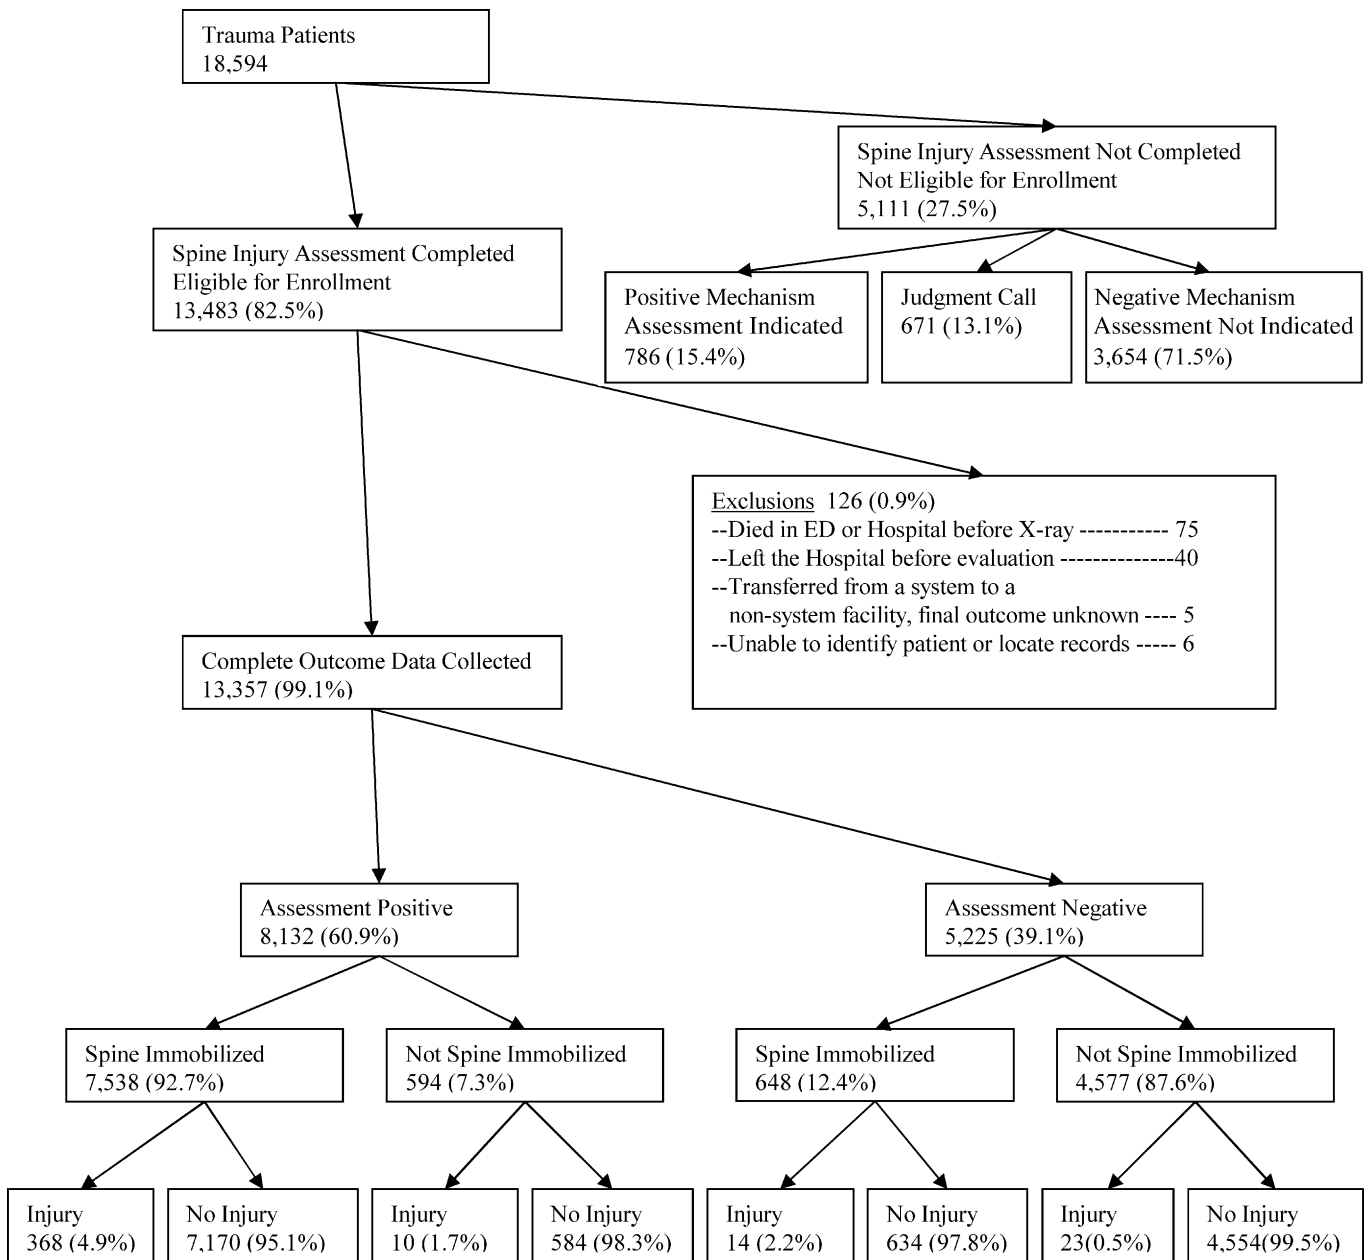 Trauma Patients
18,594
Spine Injury Assessment Not Completed
Not Eligible for Enrollment
5,111 (27.5%)
Spine Injury Assessment Completed
Eligible for Enrollment
13,483 (82.5%)
Positive Mechanism
Assessment Indicated
786 (15.4%)
Judgment Call
671 (13.1%)
Negative Mechanism
Assessment Not Indicated
3,654 (71.5%)
Exclusions 126 (0.9%)
--Died in ED or Hospital before X-ray ----------- 75
--Left the Hospital before evaluation --------------40
--Transferred from a system to a
non-system facility, final outcome unknown ---- 5
--Unable to identify patient or locate records ----- 6
Complete Outcome Data Collected
13,357 (99.1%)
Assessment Positive
8,132 (60.9%)
Assessment Negative
5,225 (39.1%)
Spine Immobilized
7,538 (92.7%)
Not Spine Immobilized
594 (7.3%)
Spine Immobilized
648 (12.4%)
Not Spine Immobilized
4,577 (87.6%)
Injury
368 (4.9%)
No Injury
7,170 (95.1%)
Injury
10 (1.7%)
No Injury
584 (98.3%)
Injury
14 (2.2%)
No Injury
634 (97.8%)
Injury
23(0.5%)
No Injury
4,554(99.5%)